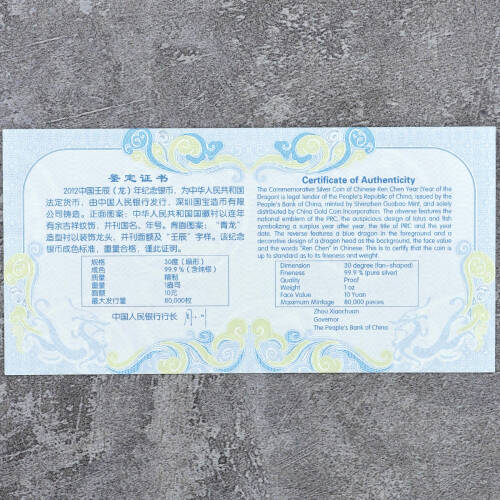 鉴定证书
2012中国壬辰（龙）年纪念银币，为中华人民共和国
法定货币，由中国人民银行发行，深圳国宝造币有限
公司铸造。正面图案：中华人民共和国国徽衬以连年
有余吉祥纹饰，并刊国名、年号。背面图案："青龙"
造型衬以装饰龙头，并刊面额及"壬辰"字样。该纪念
银币成色标准，重量合格，谨此证明。
规格 30度（扇形）
成色 99.9％（含纯银）
质量 精制
重量 1盎司
面额 10元
最大发行量 80,000枚
中国人民银行行长
Certificate of Authenticity
The Commemorative Silver Coin of Chinese Ren Chen Year (Year of the
Dragon) is legal tender of the People's Republic of China, issued by the
People's Bank of China, minted by Shenzhen Guobao Mint, and solely
distributed by China Gold Coin Incorporation. The obverse features the
national emblem of the PRC, the auspicious design of lotus and fish
symbolizing a surplus year after year, the title of PRC and the year
date. The reverse features a blue dragon in the foreground and a
decorative design of a dragon head as the background, the face value
and the words "Ren Chen" in Chinese. This is to certify that the coin is
up to standard as to its fineness and weight.
Dimension 30 degree (fan-shaped)
Fineness 99.9 % (pure silver)
Quality Proof
Weight 1 oz
Face Value 10 Yuan
Maximum Mintage 80,000 pieces
Zhou Xiaochuan
Governor
The People's Bank of China